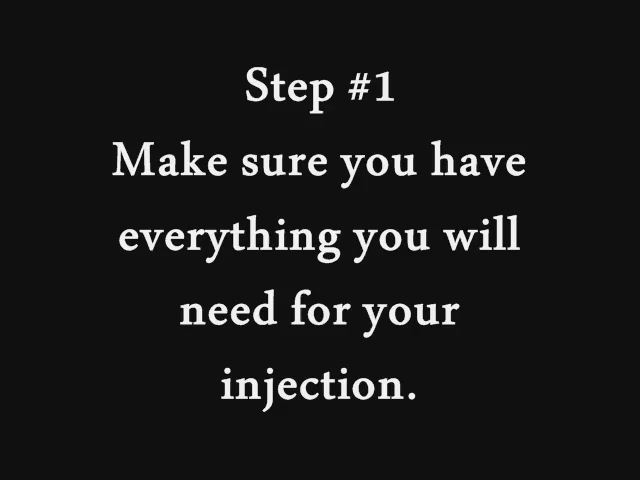 Step #1
Make sure you have
everything you will
need for your
injection.